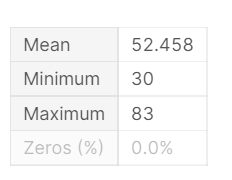 Mean 52.458
Minimum 30
Maximum 83
Zeros (%) 0.0%